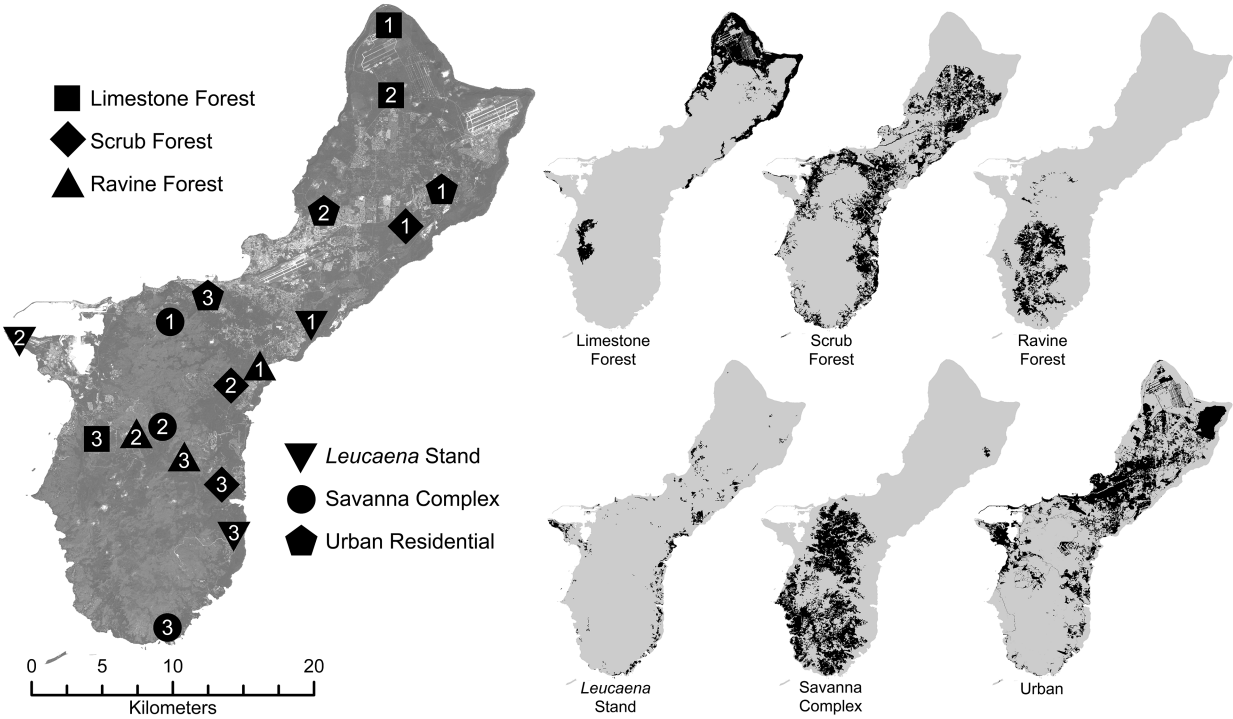 Limestone Forest
Scrub Forest
Ravine Forest
1
2
1
2
1
3
1
1
2
1
2
3
2
2
3
3
3
3
Leucaena Stand
Savanna Complex
Urban Residential
0 5 10 20
Kilometers
Limestone
Forest
Scrub
Forest
Ravine
Forest
Leucaena
Stand
Savanna
Complex
Urban